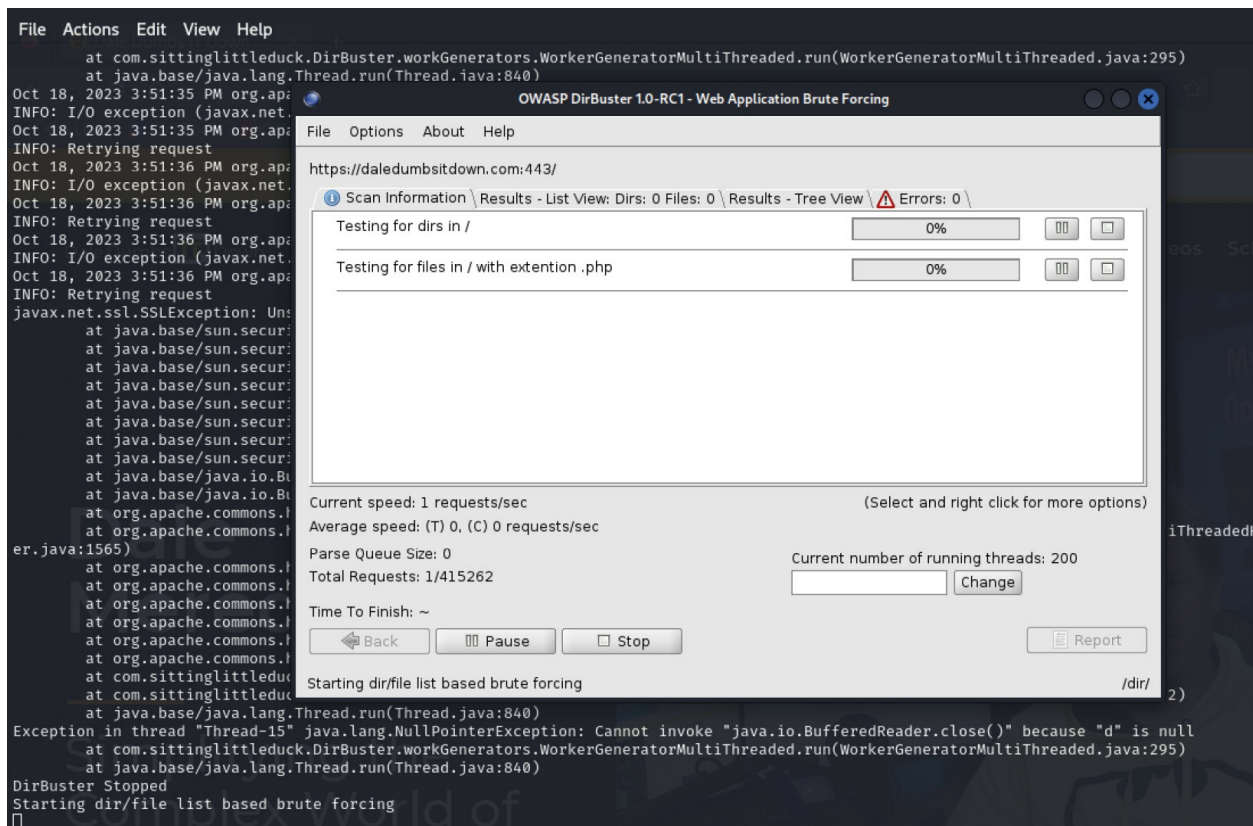 File Actions Edit View Help
at com.sittinglittleduck.DirBuster.workGenerators.WorkerGeneratorMultiThreaded.run(WorkerGeneratorMultiThreaded.java:295)
at java.base/java.lang.Thread.run(Thread.java:840)
Oct 18, 2023 3:51:35 PM org.apa
INFO: I/O exception (javax.net.
Oct 18, 2023 3:51:35 PM org.apa
INFO: Retrying request
Oct 18, 2023 3:51:36 PM org.apa
INFO: I/O exception (javax.net.
Oct 18, 2023 3:51:36 PM org.apa
INFO: Retrying request
Oct 18, 2023 3:51:36 PM org.apa
INFO: I/O exception (javax.net.
Oct 18, 2023 3:51:36 PM org.apa
INFO: Retrying request
javax.net.ssl.SSLException: Uns
at java.base/sun.securi
at java.base/sun.securi
at java.base/sun.securi
at java.base/sun.securi
at java.base/sun.securi
at java.base/sun.securi
at java.base/sun.securi
at java.base/sun.securi
at java.base/java.io.Bu
at java.base/java.io.Bu
at org.apache.commons.h
at org.apache.commons.h
iThreadedH
er.java:1565)
at org.apache.commons.h
at org.apache.commons.h
at org.apache.commons.h
at org.apache.commons.h
at org.apache.commons.h
at org.apache.commons.h
at com.sittinglittleduc
at com.sittinglittleduc
2)
at java.base/java.lang.Thread.run(Thread.java:840)
Exception in thread "Thread-15" java.lang.NullPointerException: Cannot invoke "java.io.BufferedReader.close()" because "d" is null
at com.sittinglittleduck.DirBuster.workGenerators.WorkerGeneratorMultiThreaded.run(WorkerGeneratorMultiThreaded.java:295)
at java.base/java.lang.Thread.run(Thread.java:840)
DirBuster Stopped
Starting dir/file list based brute forcing
OWASP DirBuster 1.0-RC1 - Web Application Brute Forcing
File Options About Help
https://daledumbsitdown.com:443/
Scan Information Results - List View: Dirs: 0 Files: 0 Results - Tree View Errors: 0
Testing for dirs in / 0%
Testing for files in / with extention .php 0%
Current speed: 1 requests/sec (Select and right click for more options)
Average speed: (T) 0, (C) 0 requests/sec
Parse Queue Size: 0
Current number of running threads: 200
Total Requests: 1/415262
Change
Time To Finish: ~
Back Pause Stop Report
Starting dir/file list based brute forcing /dir/
Dale
Complex World of